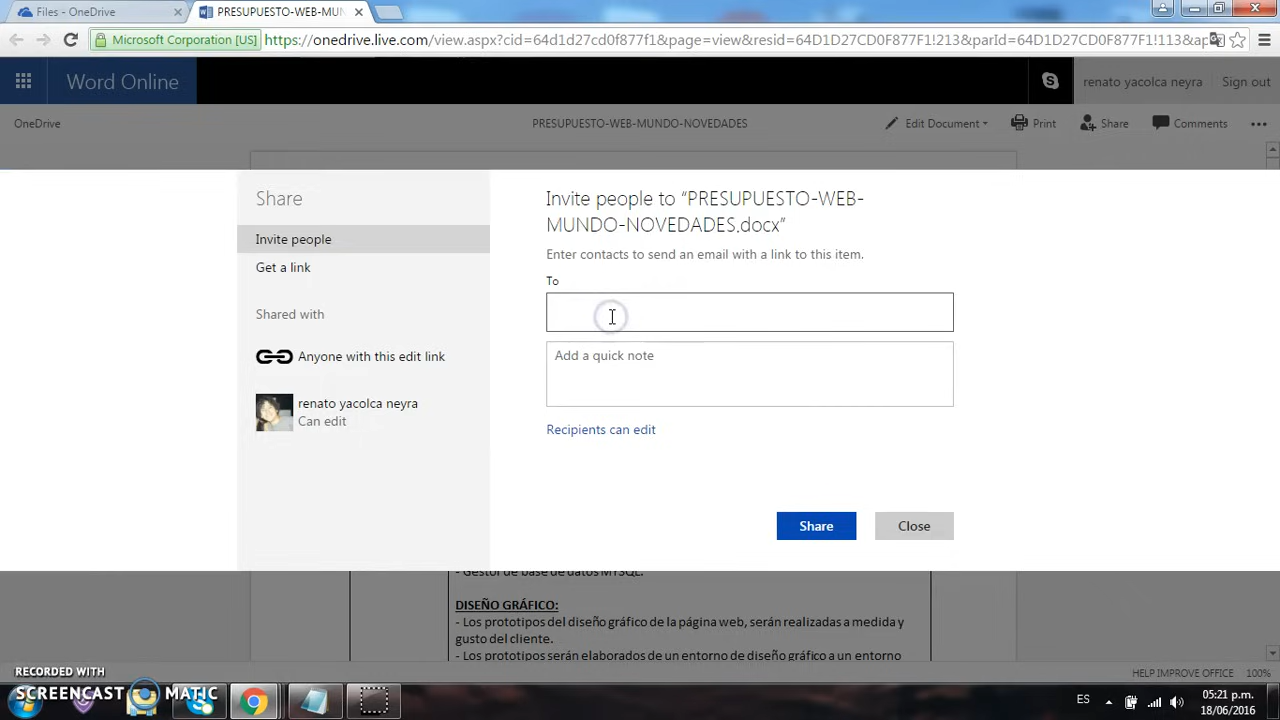 Files - OneDrive
PRESUPUESTO-WEB-MUN
Microsoft Corporation [US]
https://onedrive.live.com/view.aspx?cid=64d1d27cd0f877f1&page=view&resid=64D1D27CD0F877F1!213&parId=64D1D27CD0F877F1!113&ap
Word Online
renato yacolca neyra
Sign out
OneDrive
PRESUPUESTO-WEB-MUNDO-NOVEDADES
Edit Document
Print
Share
Comments
Share
Invite people
Get a link
Shared with
Anyone with this edit link
renato yacolca neyra
Can edit
Invite people to “PRESUPUESTO-WEB-
MUNDO-NOVEDADES.docx”
Enter contacts to send an email with a link to this item.
To
Add a quick note
Recipients can edit
Share
Close
- Gestor de base de datos MYSQL.
DISEÑO GRÁFICO:
- Los prototipos del diseño gráfico de la página web, serán realizadas a medida y
gusto del cliente.
- Los prototipos serán elaborados de un entorno de diseño gráfico a un entorno
HELP IMPROVE OFFICE
100%
RECORDED WITH
SCREENCAST MATIC
ES
05:21 p.m.
18/06/2016